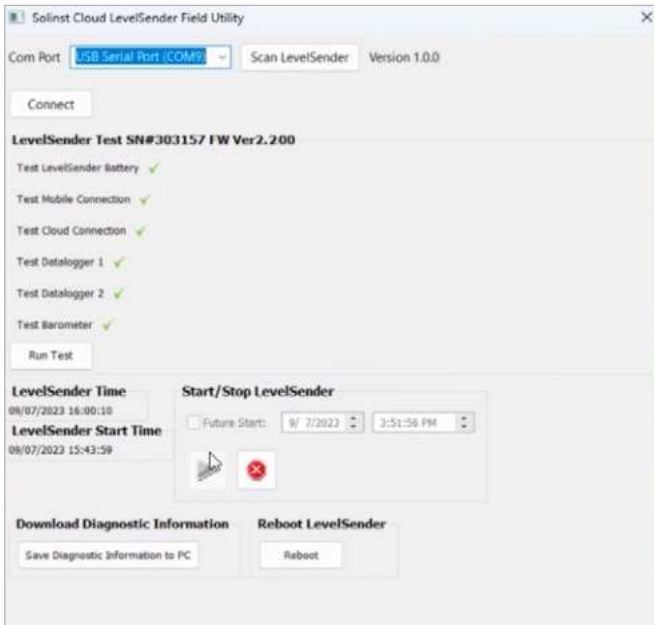 Solinst Cloud LevelSender Field Utility
Com Port USB Serial Port (COM9) Scan LevelSender Version 1.0.0
Connect
LevelSender Test SN#303157 FW Ver2.200
Test LevelSender Battery
Test Mobile Connection
Test Cloud Connection
Test Datalogger 1
Test Datalogger 2
Test Barometer
Run Test
LevelSender Time
09/07/2023 16:00:10
LevelSender Start Time
09/07/2023 15:43:59
Start/Stop LevelSender
Future Start: 9/ 7/2023 3:51:56 PM
Download Diagnostic Information
Save Diagnostic Information to PC
Reboot LevelSender
Reboot